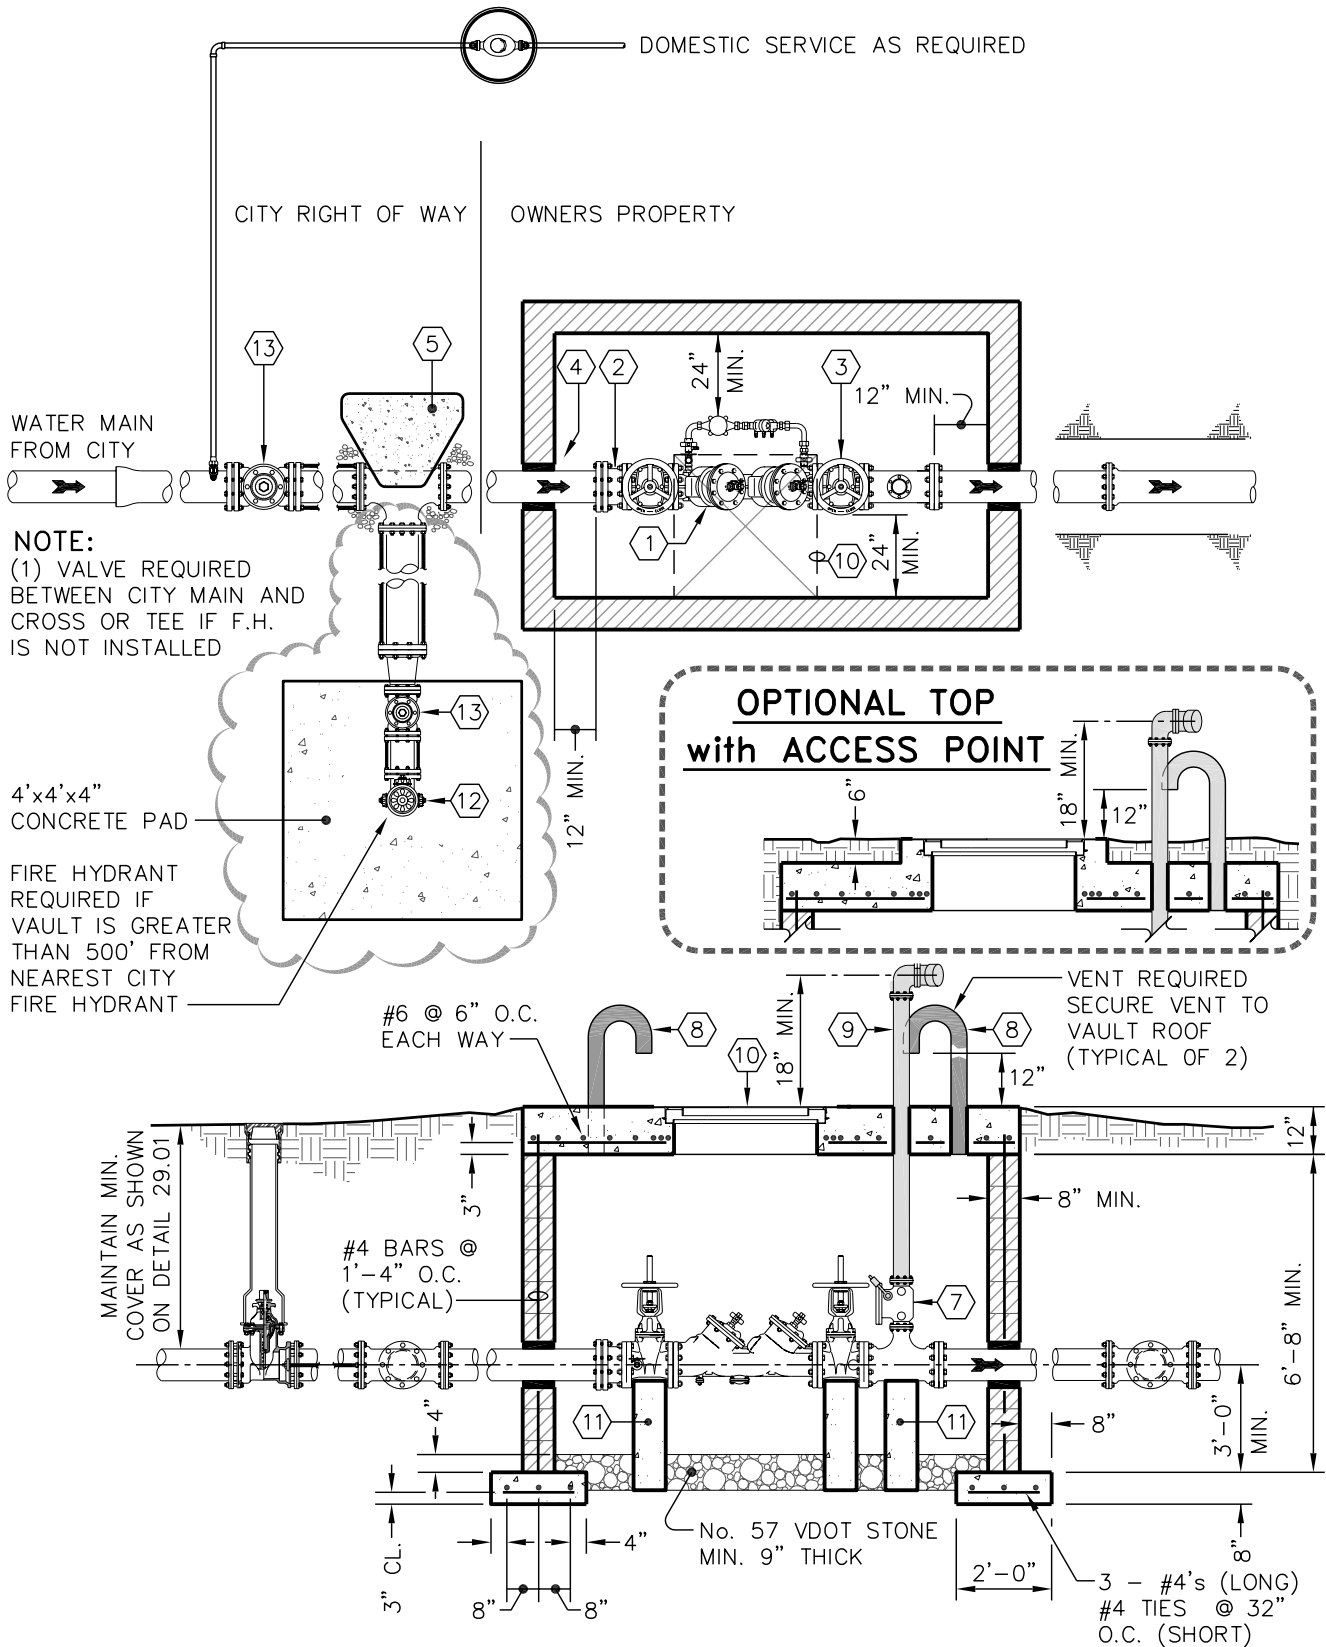 DOMESTIC SERVICE AS REQUIRED
CITY RIGHT OF WAY
OWNERS PROPERTY
13
5
4
2
3
24"
MIN.
12" MIN.
WATER MAIN
FROM CITY
1
10
24"
MIN.
NOTE:
(1) VALVE REQUIRED
BETWEEN CITY MAIN AND
CROSS OR TEE IF F.H.
IS NOT INSTALLED
13
12
12" MIN.
4'x4'x4"
CONCRETE PAD
FIRE HYDRANT
REQUIRED IF
VAULT IS GREATER
THAN 500' FROM
NEAREST CITY
FIRE HYDRANT
OPTIONAL TOP
with ACCESS POINT
6"
18" MIN.
12"
#6 @ 6" O.C.
EACH WAY
8
10
18" MIN.
9
8
12"
VENT REQUIRED
SECURE VENT TO
VAULT ROOF
(TYPICAL OF 2)
12"
MAINTAIN MIN.
COVER AS SHOWN
ON DETAIL 29.01
3"
8" MIN.
#4 BARS @
1'-4" O.C.
(TYPICAL)
7
6'-8" MIN.
4"
11
11
8"
3'-0"
MIN.
3" CL.
4"
8"
8"
No. 57 VDOT STONE
MIN. 9" THICK
2'-0"
8"
3 - #4's (LONG)
#4 TIES @ 32"
O.C. (SHORT)